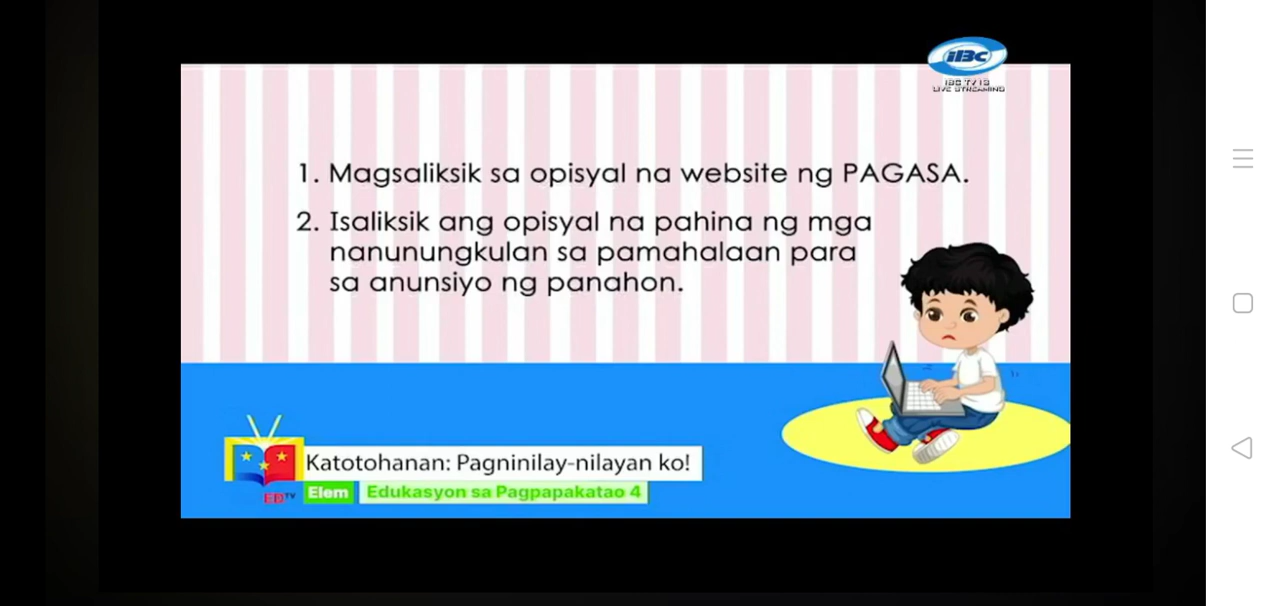 iBC
IBC TV13
LIVE STREAMING
1. Magsaliksik sa opisyal na website ng PAGASA.
2. Isaliksik ang opisyal na pahina ng mga
nanunungkulan sa pamahalaan para
sa anunsiyo ng panahon.
Katotohanan: Pagninilay-nilayan ko!
EDTV Elem Edukasyon sa Pagpapakatao 4